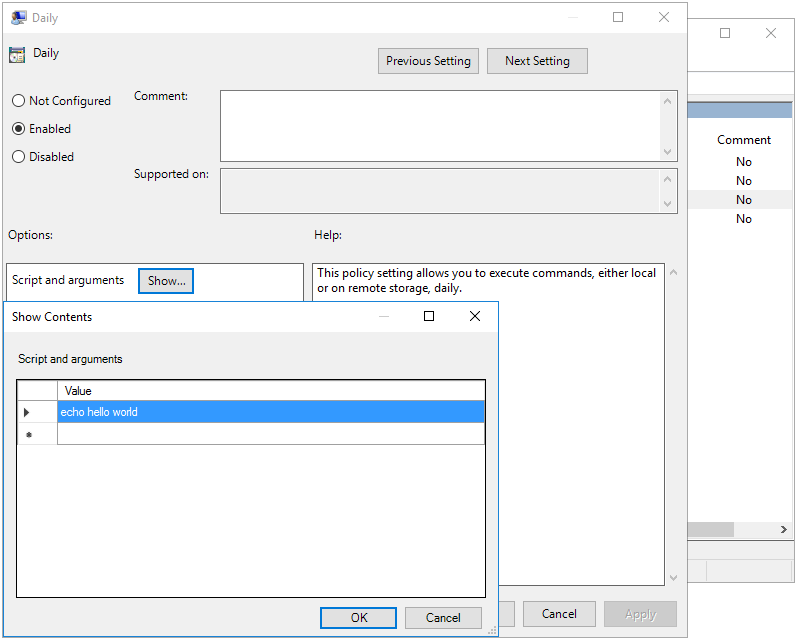 Daily
Daily
Previous Setting
Next Setting
Not Configured
Comment:
Enabled
Disabled
Supported on:
Options:
Help:
Script and arguments
Show...
This policy setting allows you to execute commands, either local
or on remote storage, daily.
Show Contents
Script and arguments
Value
echo hello world
OK
Cancel
Cancel
Apply
Comment
No
No
No
No